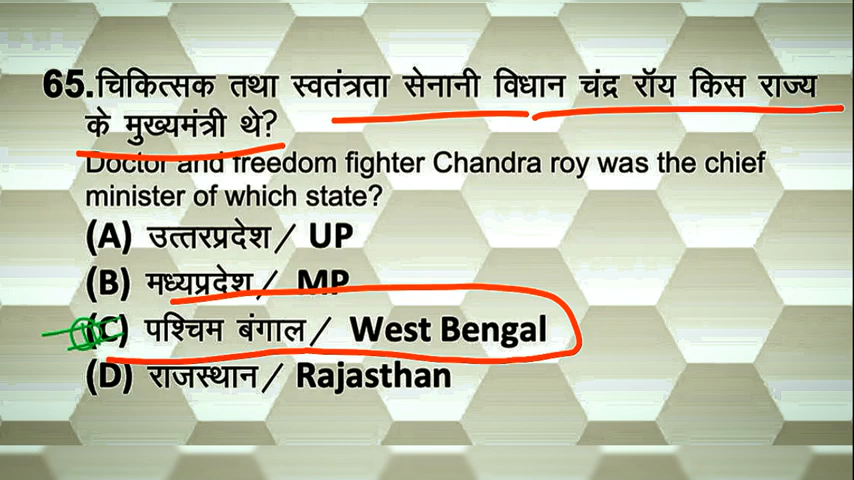 65.चिकित्सक तथा स्वतंत्रता सेनानी विधान चंद्र रॉय किस राज्य
के मुख्यमंत्री थे?
Doctor and freedom fighter Chandra roy was the chief
minister of which state?
(A) उत्तरप्रदेश / UP
(B) मध्यप्रदेश / MP
(C) पश्चिम बंगाल / West Bengal
(D) राजस्थान / Rajasthan